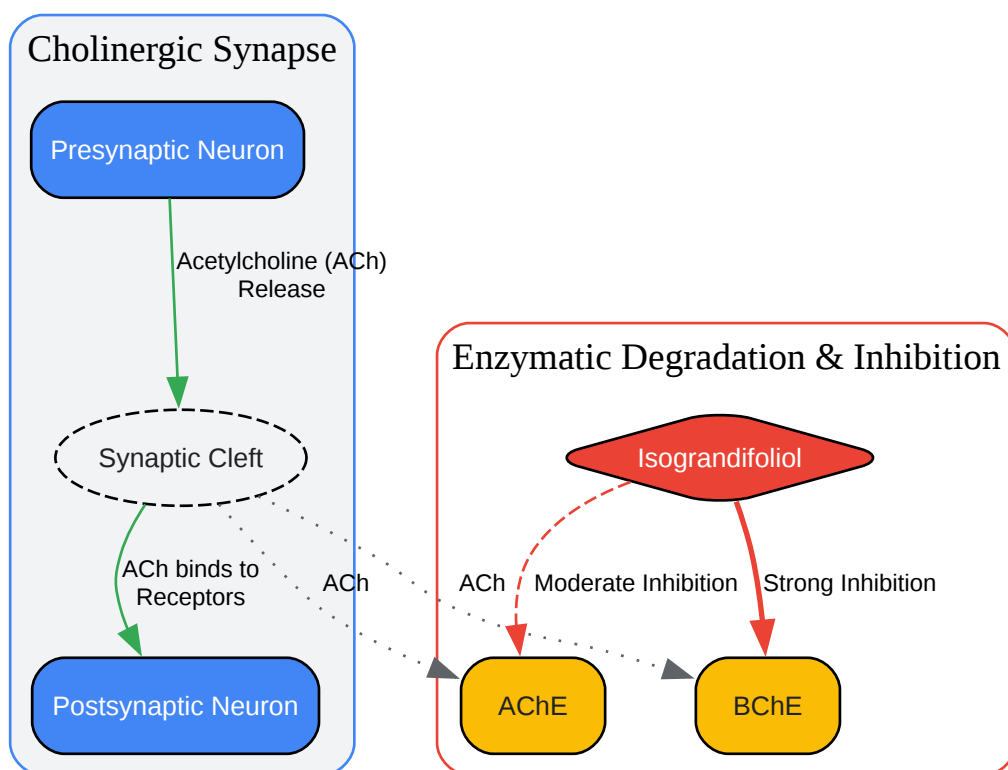 Cholinergic Synapse
Presynaptic Neuron
Acetylcholine (ACh)
Release
Synaptic Cleft
ACh binds to
Receptors
Postsynaptic Neuron
Enzymatic Degradation & Inhibition
Isograndifoliol
ACh
ACh
Moderate Inhibition
Strong Inhibition
AChE
BChE